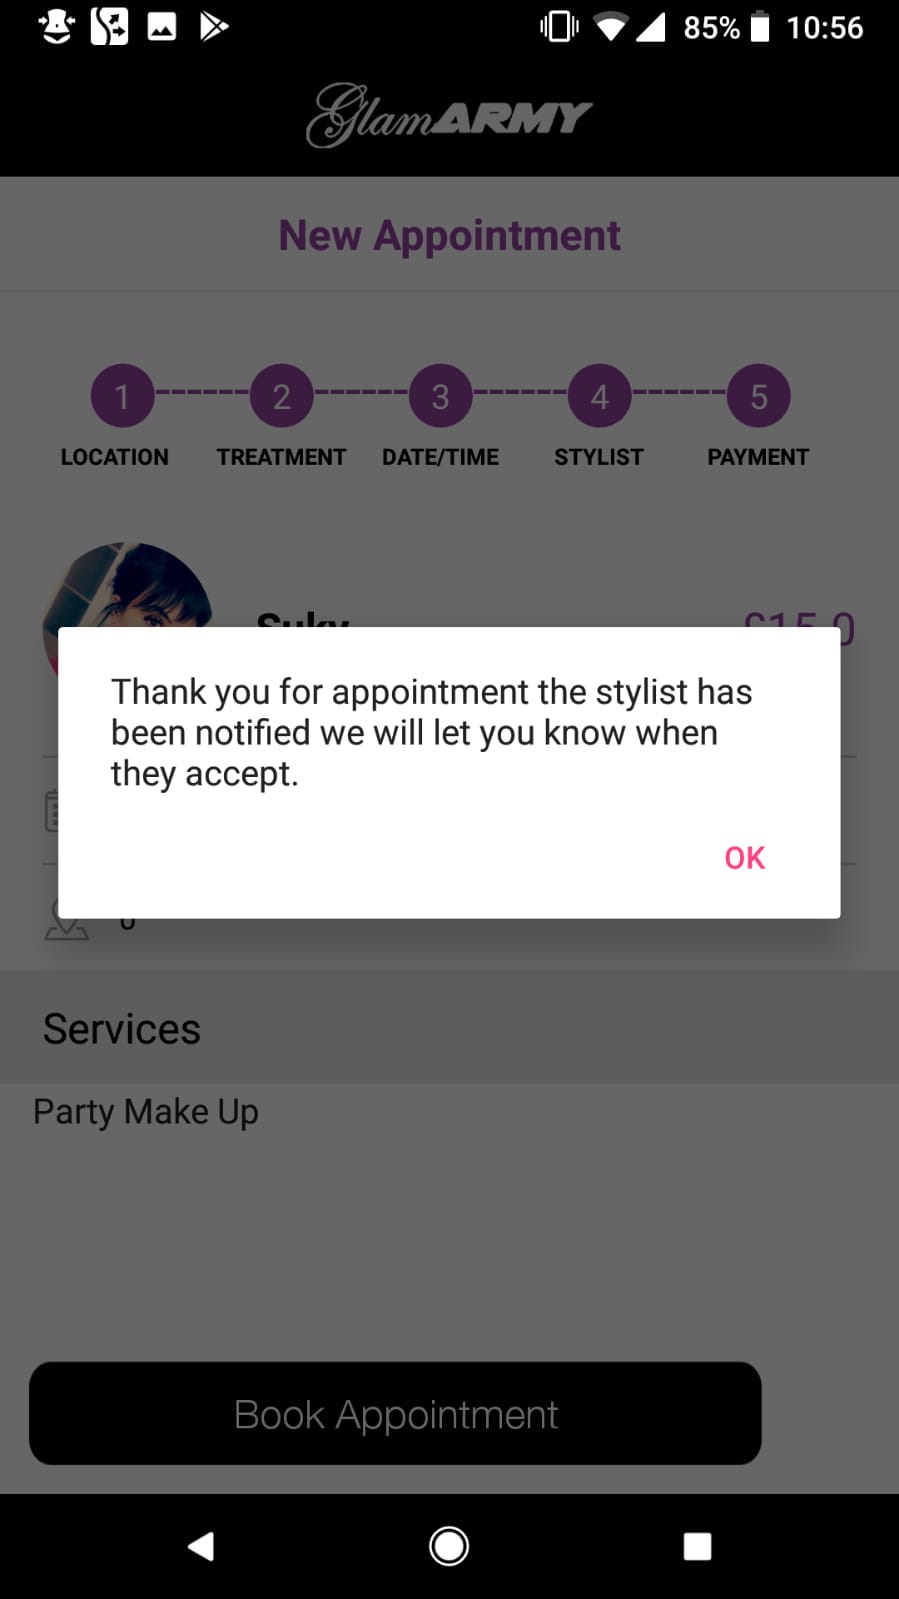 85% 10:56
GlamARMY
New Appointment
1 2 3 4 5
LOCATION TREATMENT DATE/TIME STYLIST PAYMENT
Suky £15.0
Thank you for appointment the stylist has
been notified we will let you know when
they accept.
OK
Services
Party Make Up
Book Appointment